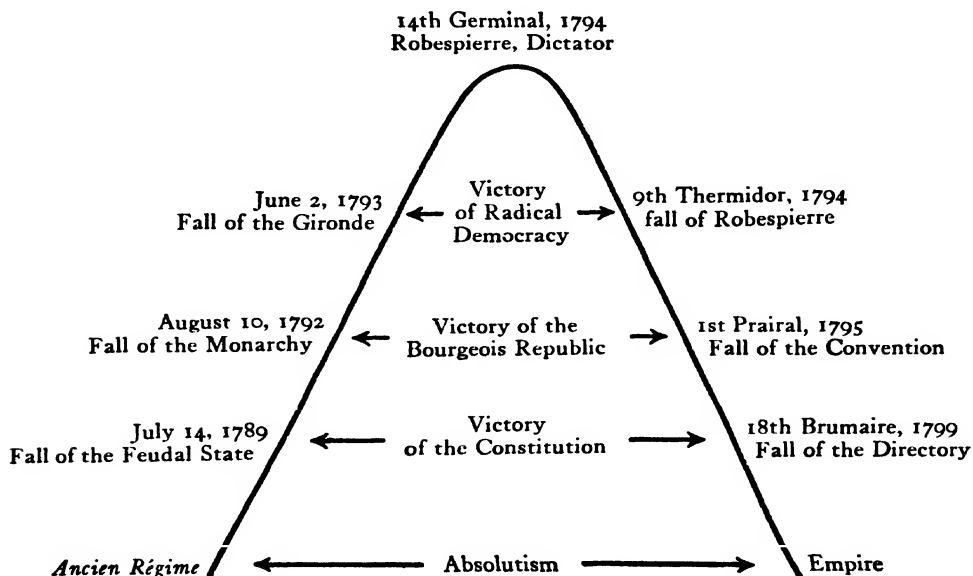 14th Germinal, 1794
Robespierre, Dictator
June 2, 1793
Fall of the Gironde
Victory
of Radical
Democracy
9th Thermidor, 1794
fall of Robespierre
August 10, 1792
Fall of the Monarchy
Victory of the
Bourgeois Republic
1st Prairal, 1795
Fall of the Convention
July 14, 1789
Fall of the Feudal State
Victory
of the Constitution
18th Brumaire, 1799
Fall of the Directory
Ancien Régime
Absolutism
Empire